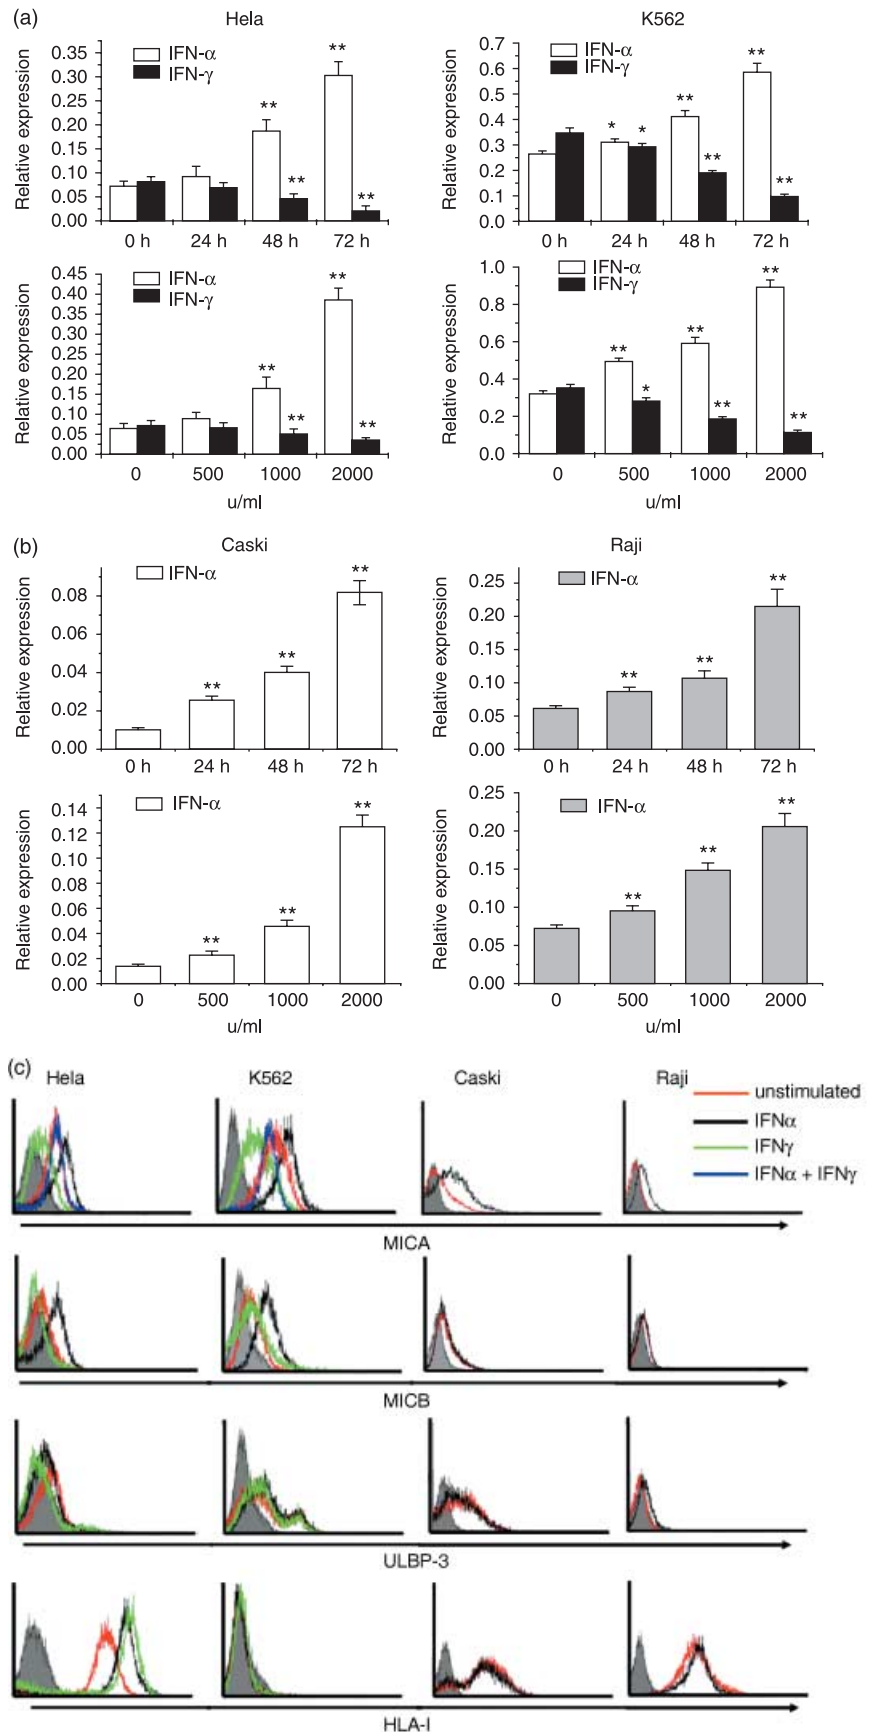 (a)
Hela
K562
IFN-α
IFN-γ
Relative expression
0.35
0.30
0.25
0.20
0.15
0.10
0.05
0.00
**
**
**
**
0 h 24 h 48 h 72 h
IFN-α
IFN-γ
Relative expression
0.7
0.6
0.5
0.4
0.3
0.2
0.1
0
*
*
**
**
**
**
0 h 24 h 48 h 72 h
IFN-α
IFN-γ
Relative expression
0.45
0.40
0.35
0.30
0.25
0.20
0.15
0.10
0.05
0.00
**
**
**
**
0 500 1000 2000
u/ml
IFN-α
IFN-γ
Relative expression
1.0
0.8
0.6
0.4
0.2
0.0
**
*
**
**
**
**
0 500 1000 2000
u/ml
(b)
Caski
Raji
IFN-α
Relative expression
0.08
0.06
0.04
0.02
0.00
**
**
**
0 h 24 h 48 h 72 h
IFN-α
Relative expression
0.25
0.20
0.15
0.10
0.05
0.00
**
**
**
0 h 24 h 48 h 72 h
IFN-α
Relative expression
0.14
0.12
0.10
0.08
0.06
0.04
0.02
0.00
**
**
**
0 500 1000 2000
u/ml
IFN-α
Relative expression
0.25
0.20
0.15
0.10
0.05
0.00
**
**
**
0 500 1000 2000
u/ml
(c)
Hela K562 Caski Raji
unstimulated
IFNα
IFNγ
IFNα + IFNγ
MICA
MICB
ULBP-3
HLA-I